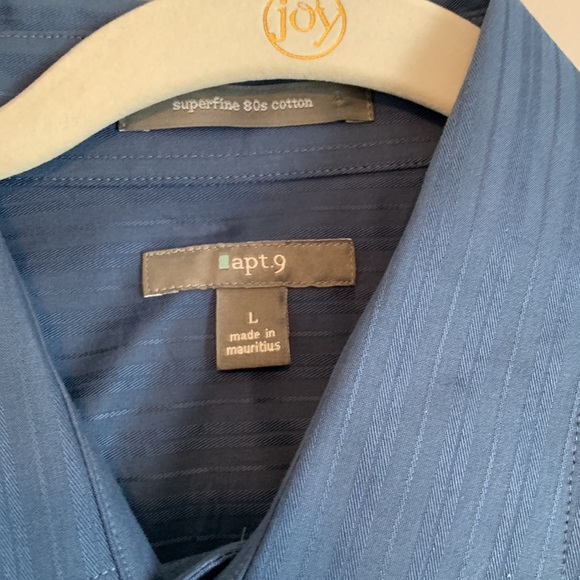 joy
superfine 80s cotton
apt.9
L
made in
mauritius